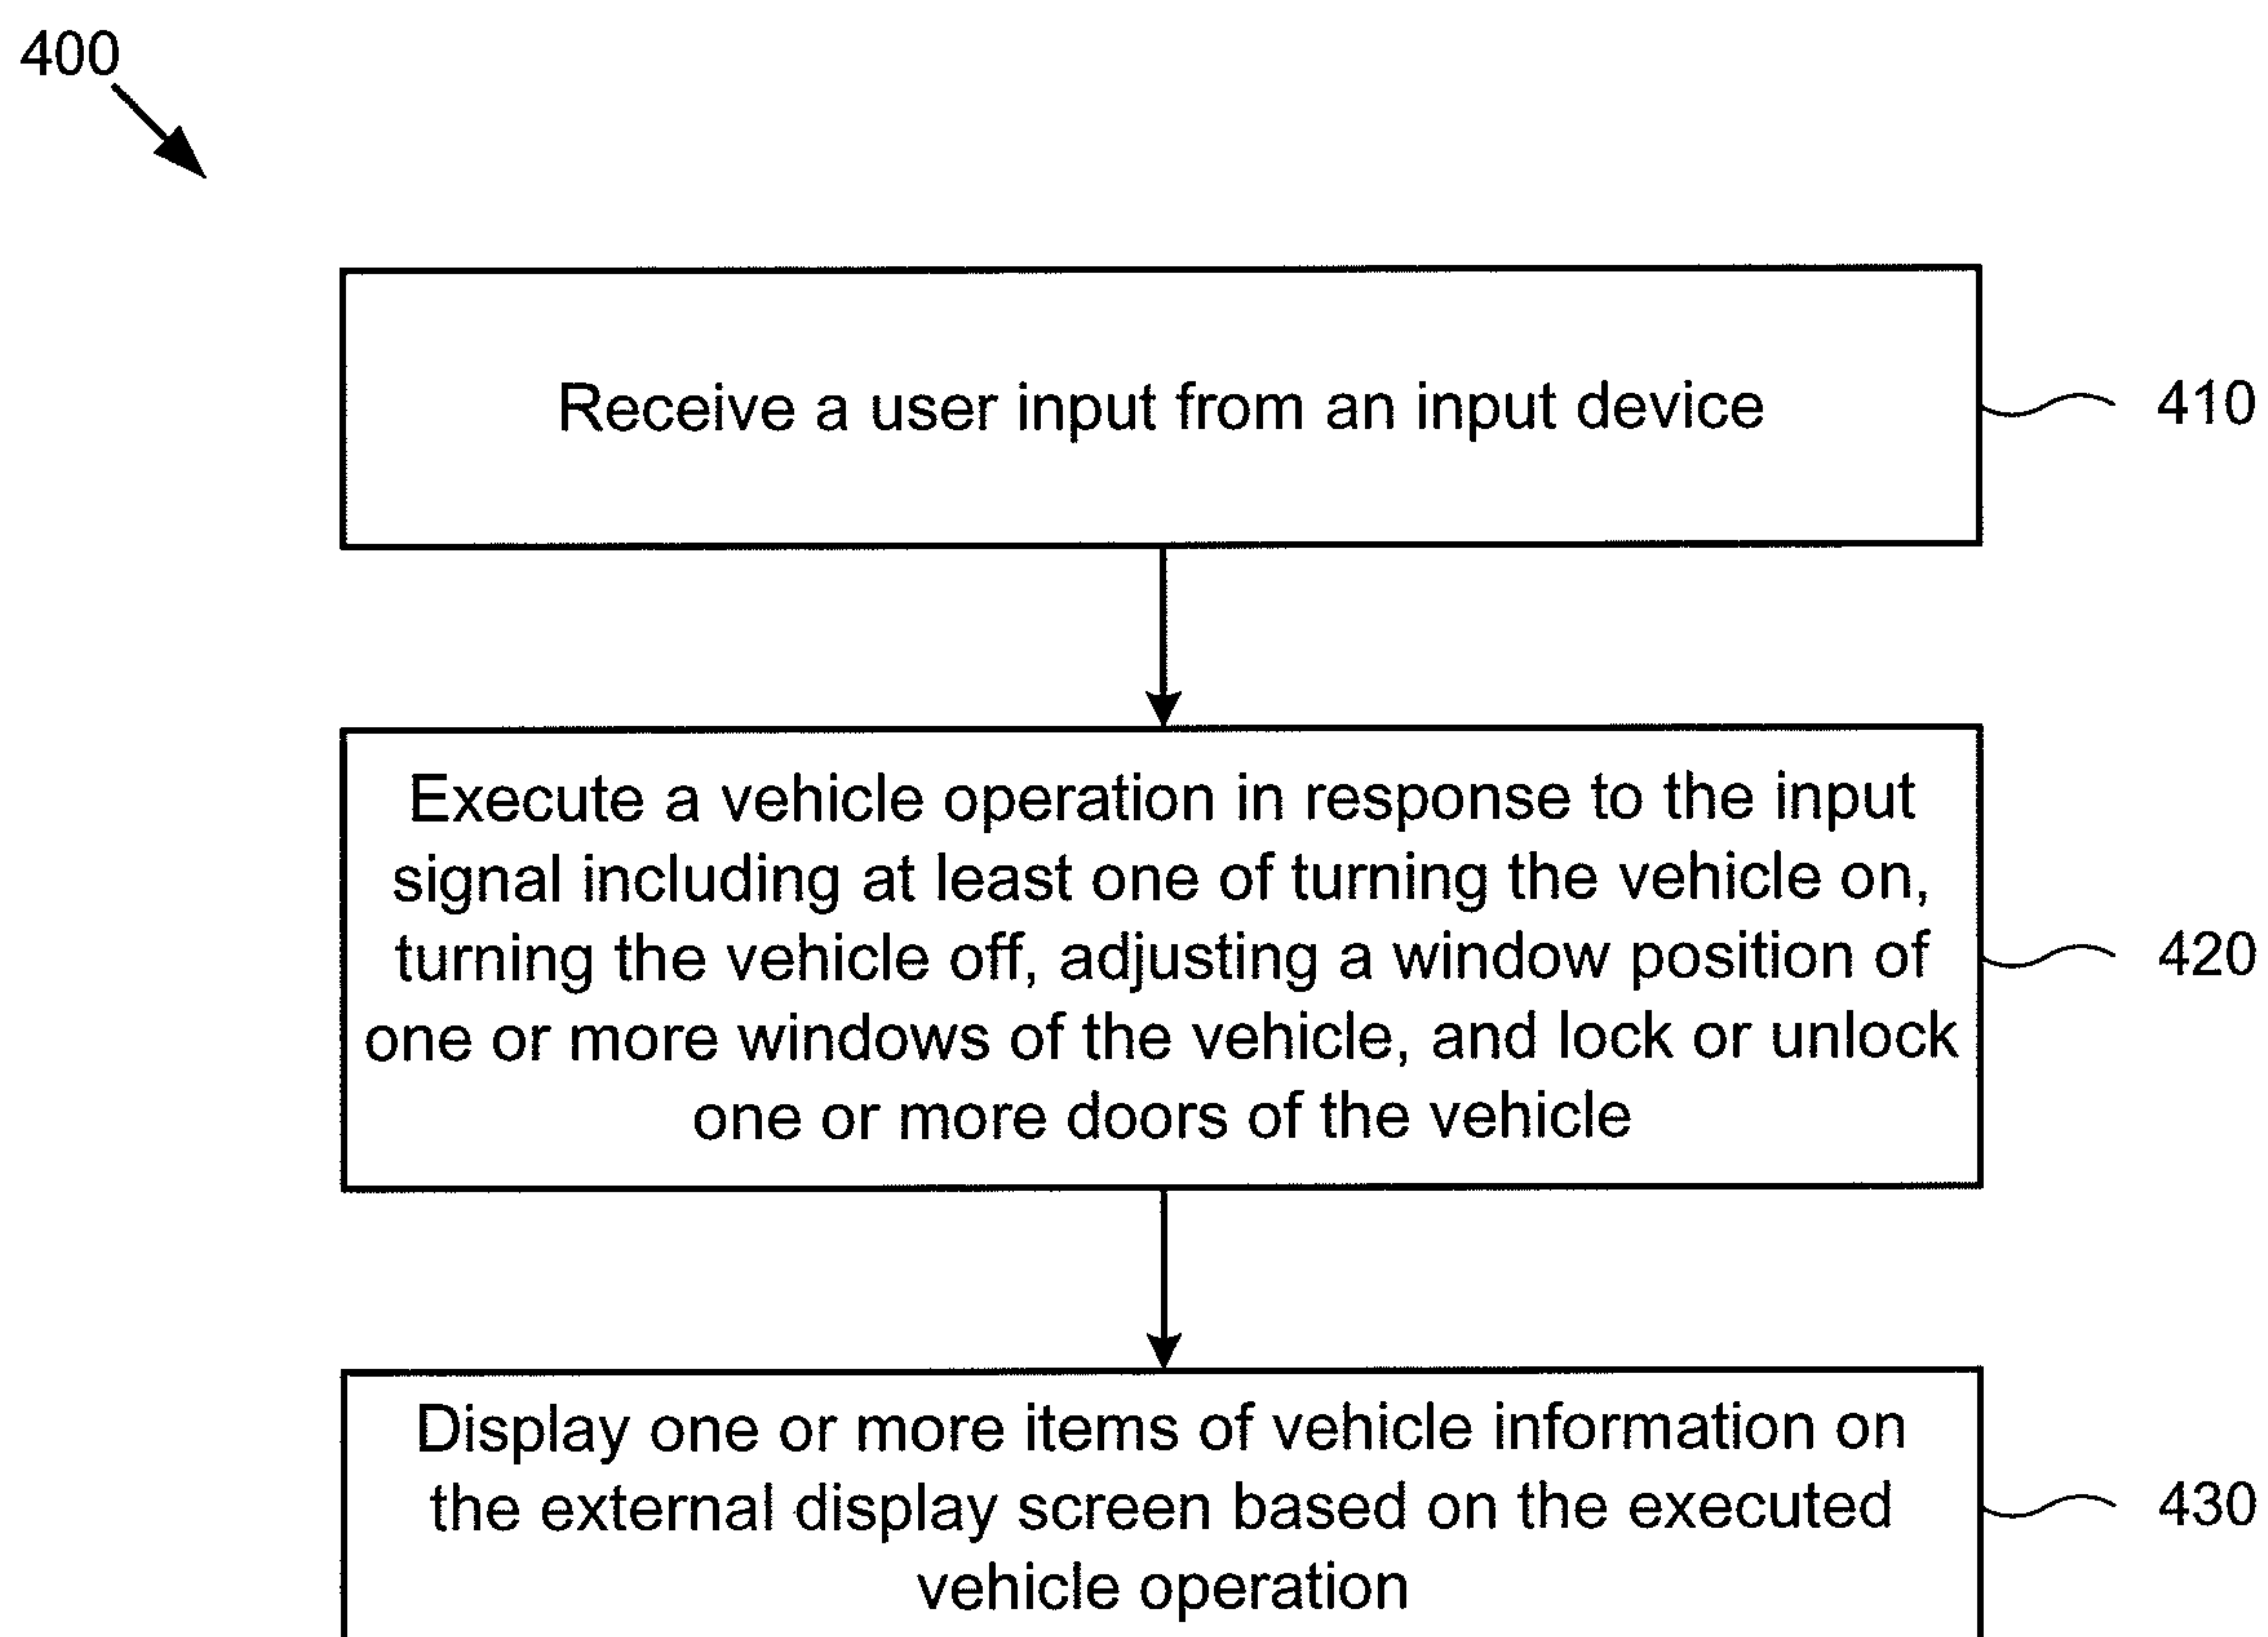 400
Receive a user input from an input device
410
Execute a vehicle operation in response to the input
signal including at least one of turning the vehicle on,
turning the vehicle off, adjusting a window position of
one or more windows of the vehicle, and lock or unlock
one or more doors of the vehicle
420
Display one or more items of vehicle information on
the external display screen based on the executed
vehicle operation
430